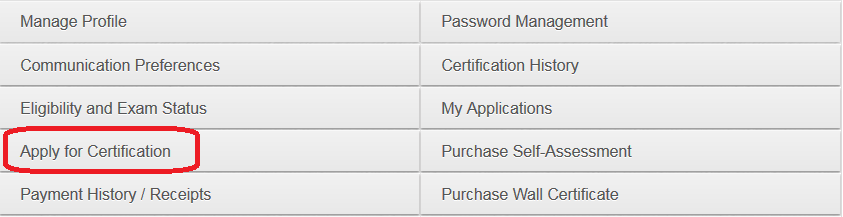 Manage Profile
Password Management
Communication Preferences
Certification History
Eligibility and Exam Status
My Applications
Apply for Certification
Purchase Self-Assessment
Payment History / Receipts
Purchase Wall Certificate